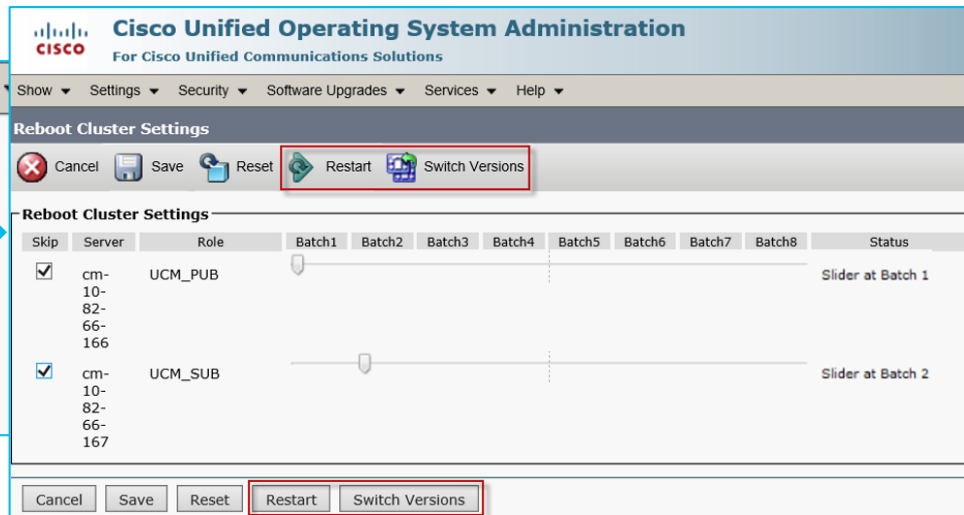 Cisco Unified Operating System Administration
CISCO
For Cisco Unified Communications Solutions
Show Settings Security Software Upgrades Services Help
Reboot Cluster Settings
Cancel Save Reset Restart Switch Versions
Reboot Cluster Settings
Skip Server Role Batch1 Batch2 Batch3 Batch4 Batch5 Batch6 Batch7 Batch8 Status
cm- UCM_PUB Slider at Batch 1
10-
82-
66-
166
cm- UCM_SUB Slider at Batch 2
10-
82-
66-
167
Cancel Save Reset Restart Switch Versions